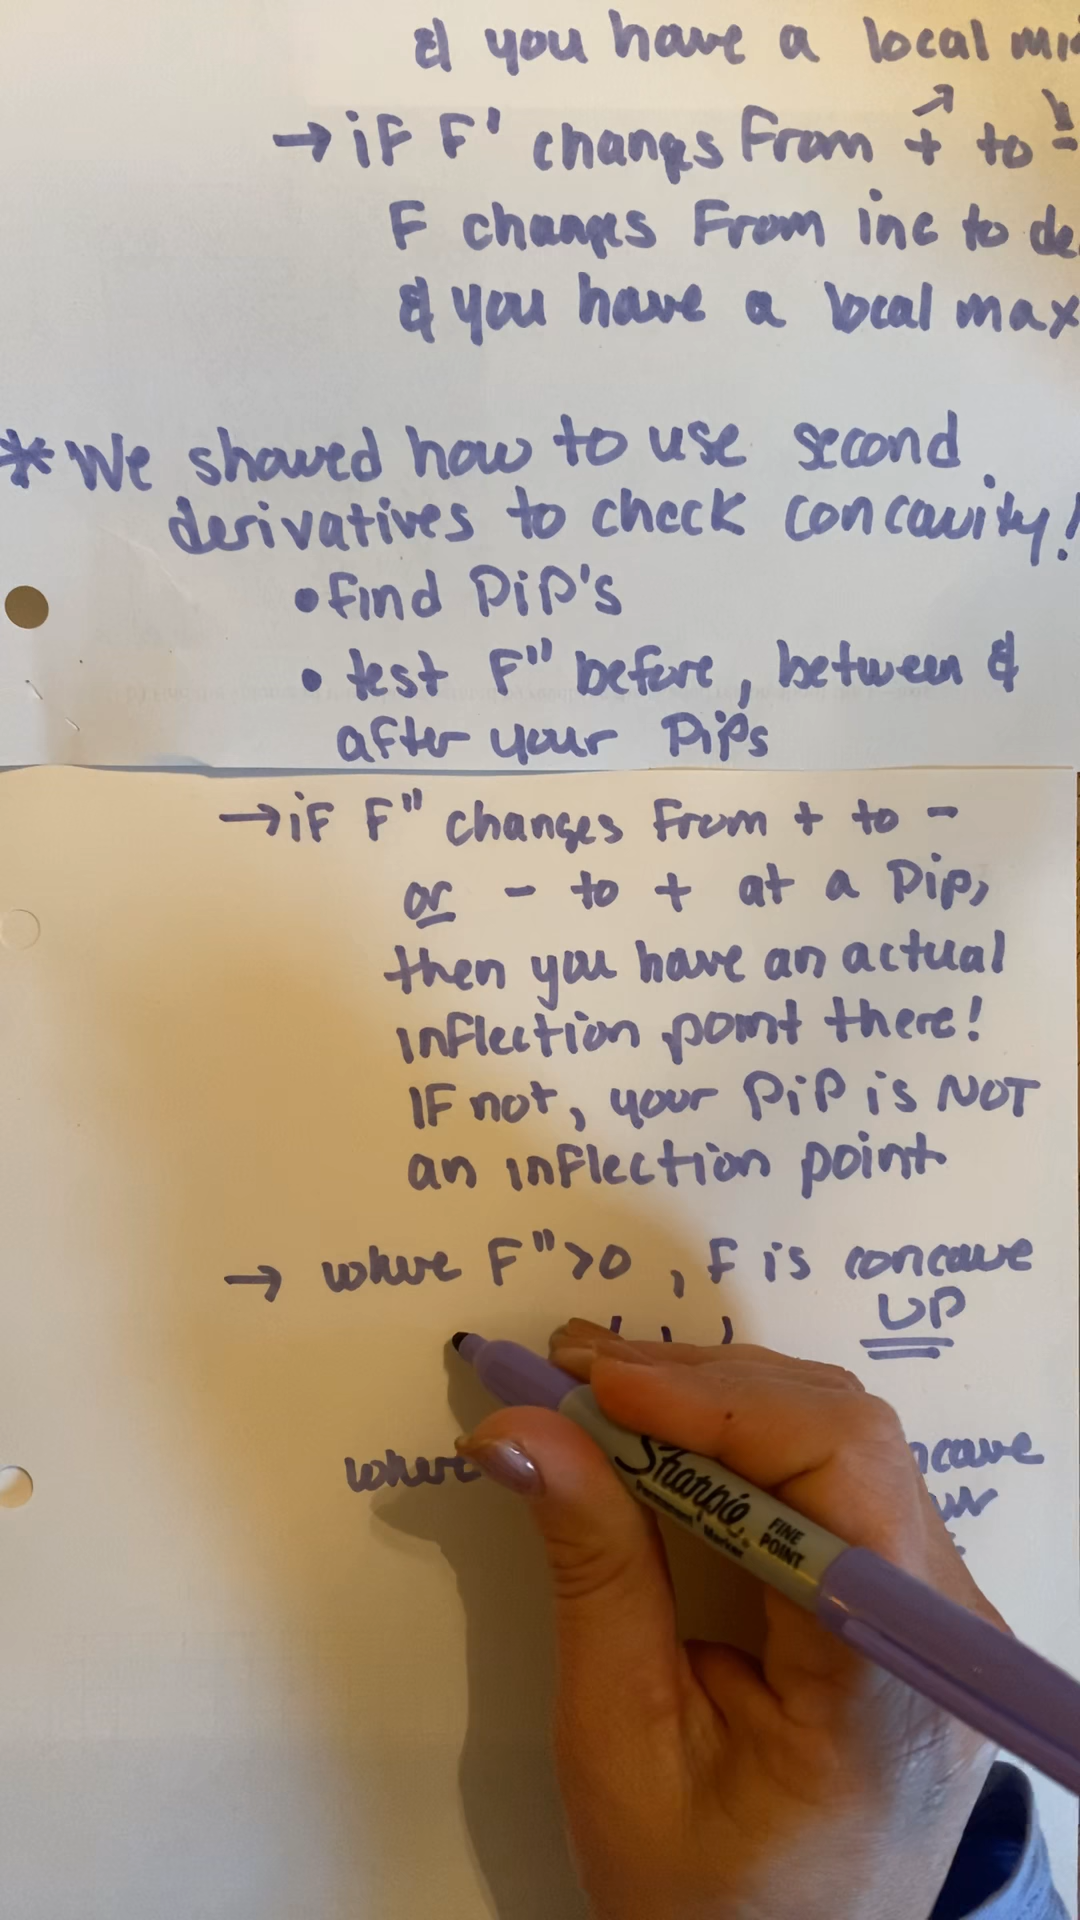 & you have a local
→ if F' changes From + to -
F changes From inc to
& you have a local max
* We showed how to use second
derivatives to check concavity!
• find PiP's
• test F" before, between &
after your PiPs
→ if F" changes From + to -
or - to + at a Pip,
then you have an actual
inflection point there!
IF not, your PiP is NOT
an inflection point
→ where F" > 0, F is concave
UP
where
Sharpie
Permanent Marker
FINE
POINT